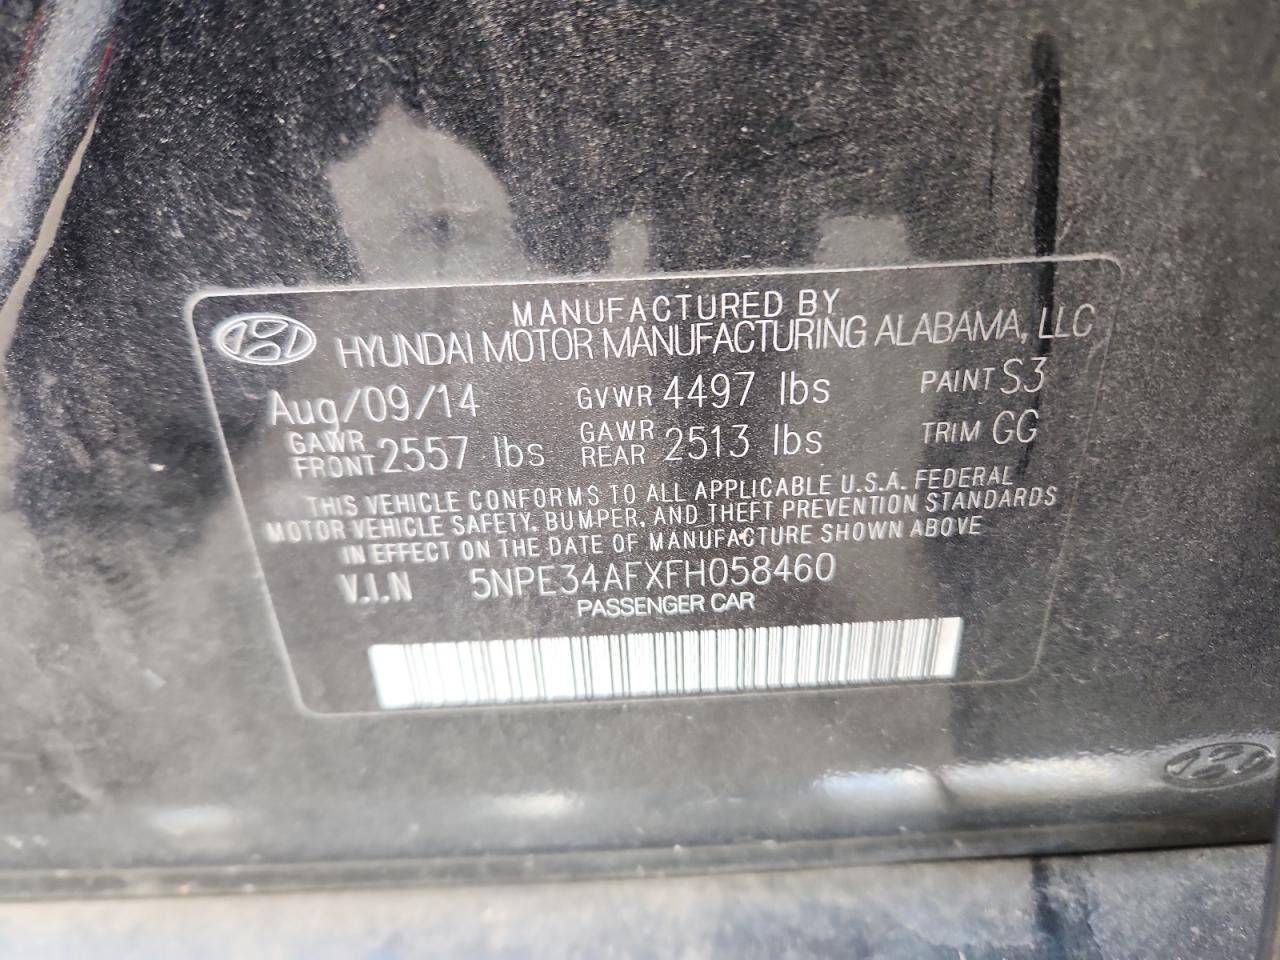 MANUFACTURED BY
HYUNDAI MOTOR MANUFACTURING ALABAMA, LLC
Aug/09/14 GVWR 4497 lbs PAINT S3
GAWR FRONT 2557 lbs GAWR REAR 2513 lbs TRIM GG
THIS VEHICLE CONFORMS TO ALL APPLICABLE U.S.A. FEDERAL
MOTOR VEHICLE SAFETY, BUMPER, AND THEFT PREVENTION STANDARDS
IN EFFECT ON THE DATE OF MANUFACTURE SHOWN ABOVE
V.I.N 5NPE34AFXFH058460
PASSENGER CAR